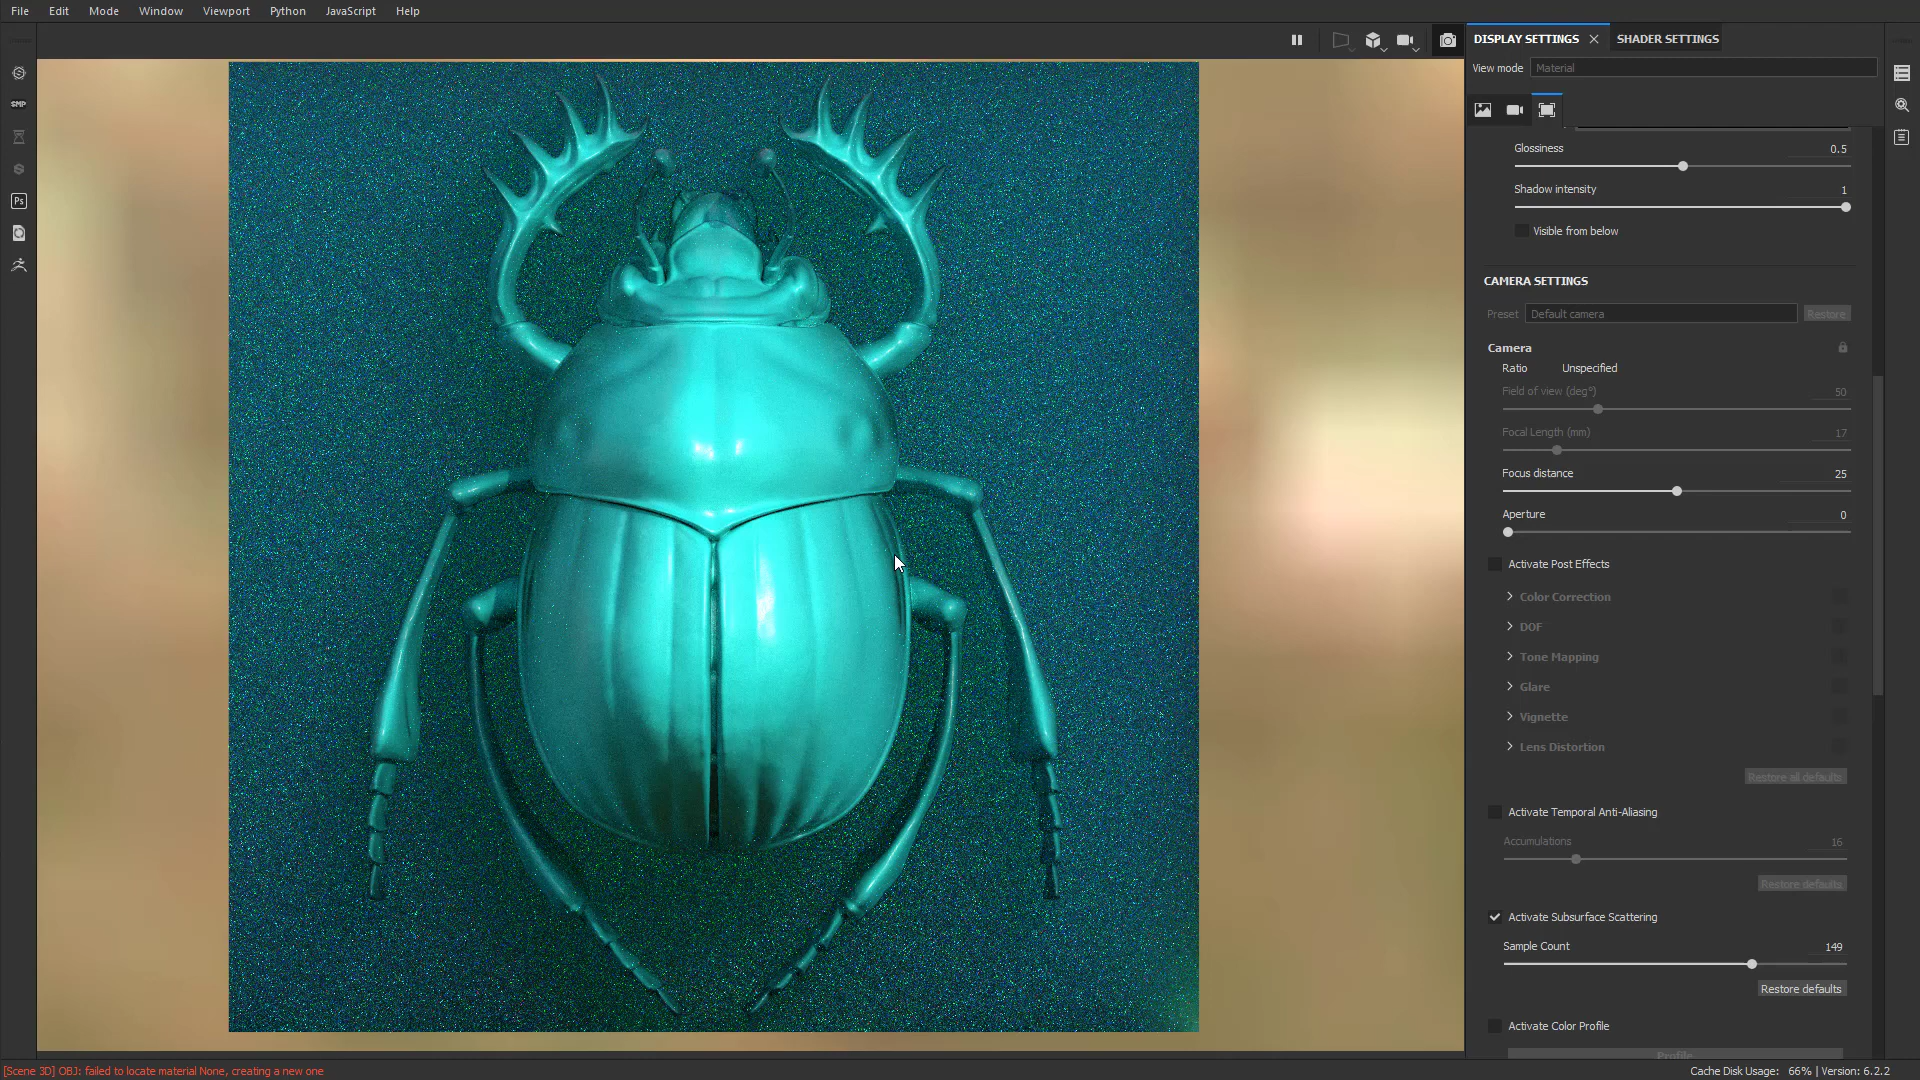 File Edit Mode Window Viewport Python JavaScript Help
DISPLAY SETTINGS SHADER SETTINGS
View mode Material
SMP
Ps
Glossiness 0.5
Shadow intensity 1
Visible from below
CAMERA SETTINGS
Preset Default camera Restore
Camera
Ratio Unspecified
Field of view (deg°) 50
Focal Length (mm) 17
Focus distance 25
Aperture 0
Activate Post Effects
Color Correction
DOF
Tone Mapping
Glare
Vignette
Lens Distortion
Restore all defaults
Activate Temporal Anti-Aliasing
Accumulations 16
Restore defaults
Activate Subsurface Scattering
Sample Count 149
Restore defaults
Activate Color Profile
Profile
[Scene 3D] OBJ: failed to locate material None, creating a new one
Cache Disk Usage: 66% | Version: 6.2.2